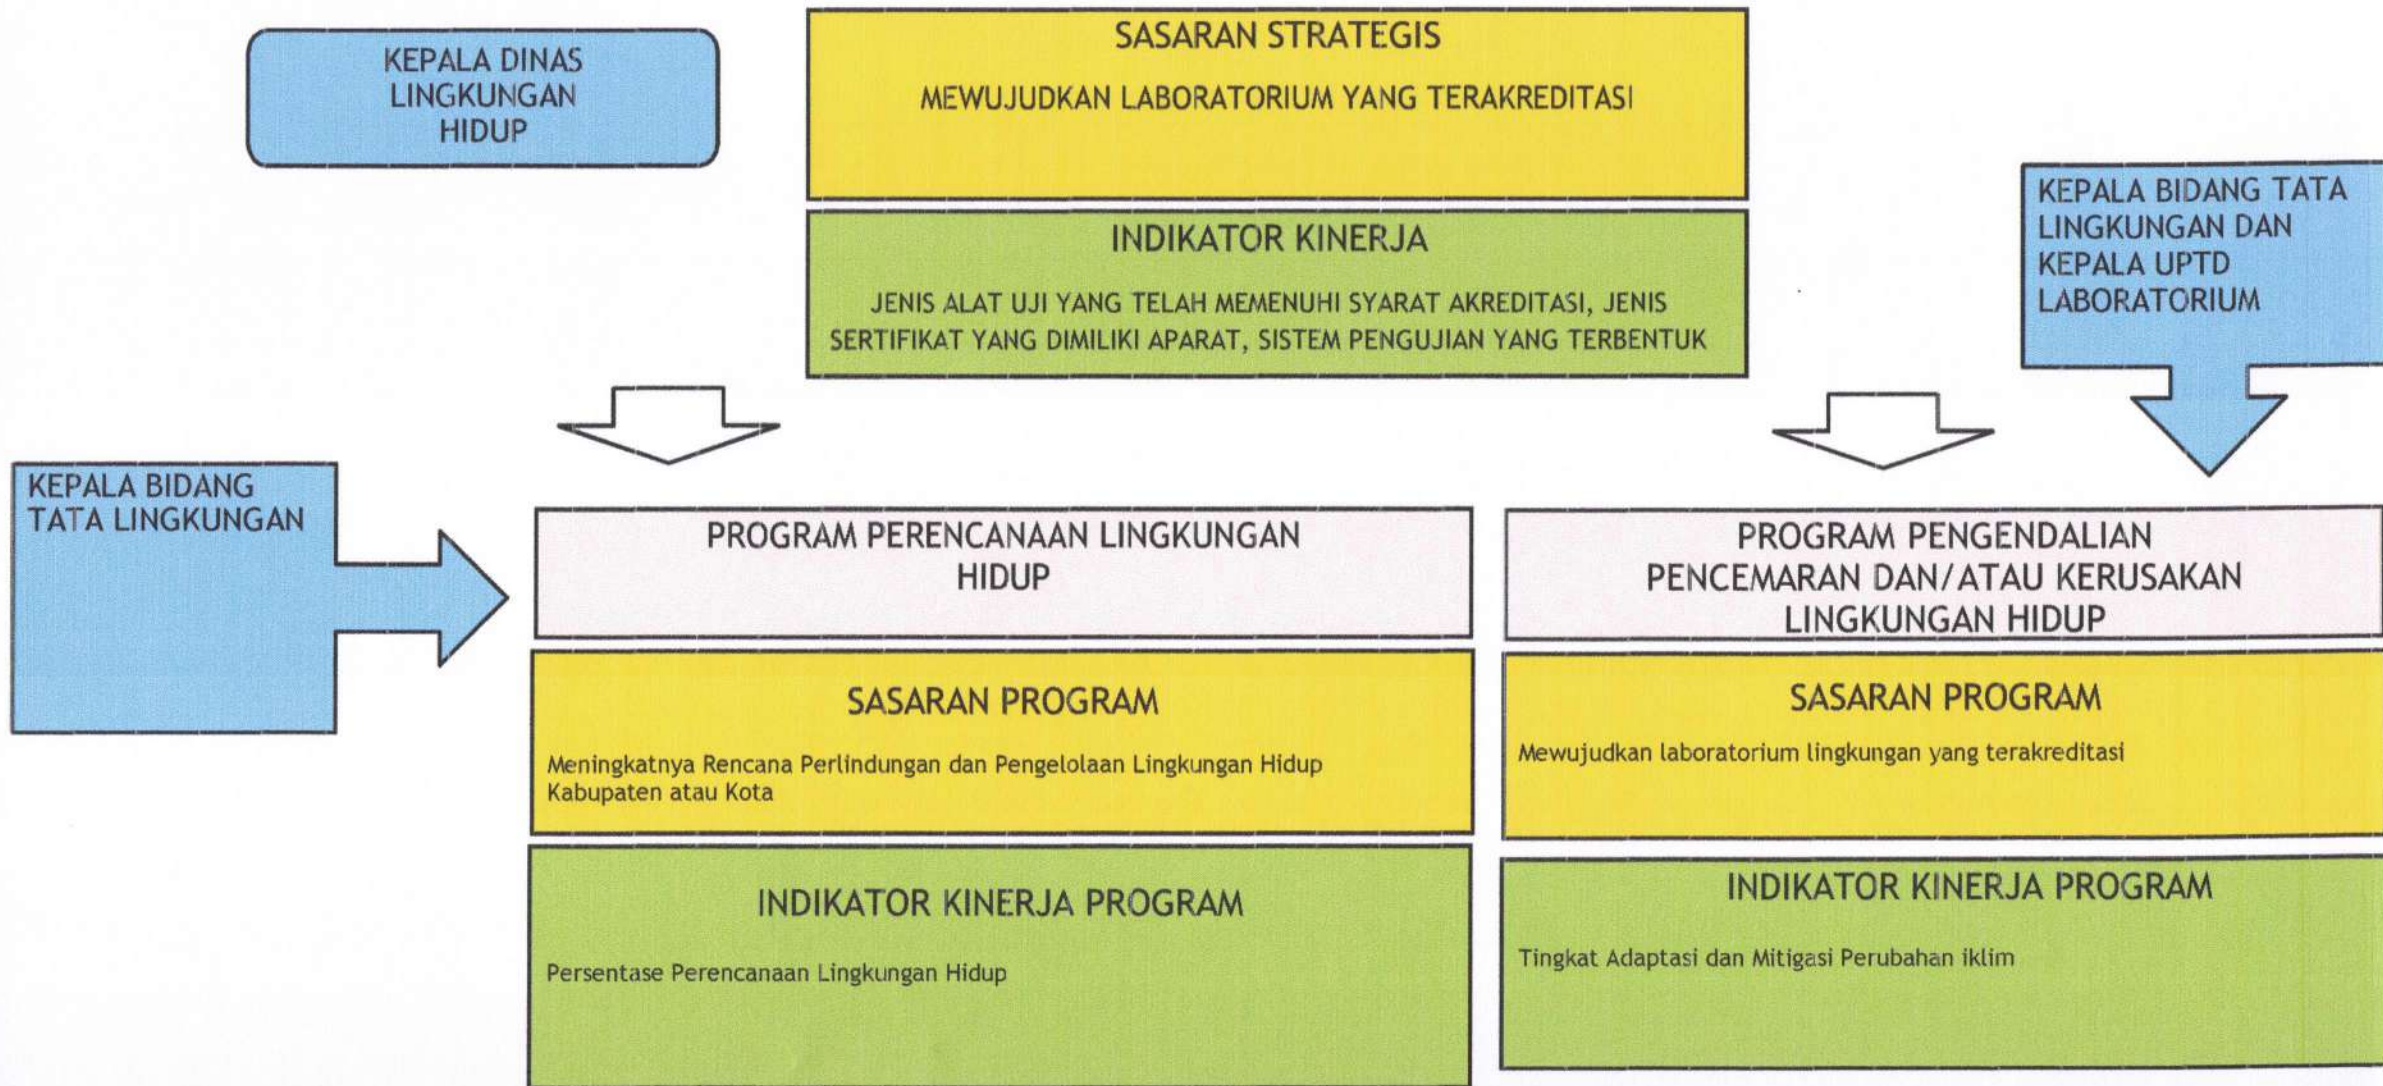 KEPALA DINAS
LINGKUNGAN
HIDUP
SASARAN STRATEGIS
MEWUJUDKAN LABORATORIUM YANG TERAKREDITASI
INDIKATOR KINERJA
JENIS ALAT UJI YANG TELAH MEMENUHI SYARAT AKREDITASI, JENIS
SERTIFIKAT YANG DIMILIKI APARAT, SISTEM PENGUJIAN YANG TERBENTUK
KEPALA BIDANG TATA
LINGKUNGAN DAN
KEPALA UPTD
LABORATORIUM
KEPALA BIDANG
TATA LINGKUNGAN
PROGRAM PERENCANAAN LINGKUNGAN
HIDUP
SASARAN PROGRAM
Meningkatnya Rencana Perlindungan dan Pengelolaan Lingkungan Hidup
Kabupaten atau Kota
INDIKATOR KINERJA PROGRAM
Persentase Perencanaan Lingkungan Hidup
PROGRAM PENGENDALIAN
PENCEMARAN DAN/ATAU KERUSAKAN
LINGKUNGAN HIDUP
SASARAN PROGRAM
Mewujudkan laboratorium lingkungan yang terakreditasi
INDIKATOR KINERJA PROGRAM
Tingkat Adaptasi dan Mitigasi Perubahan iklim